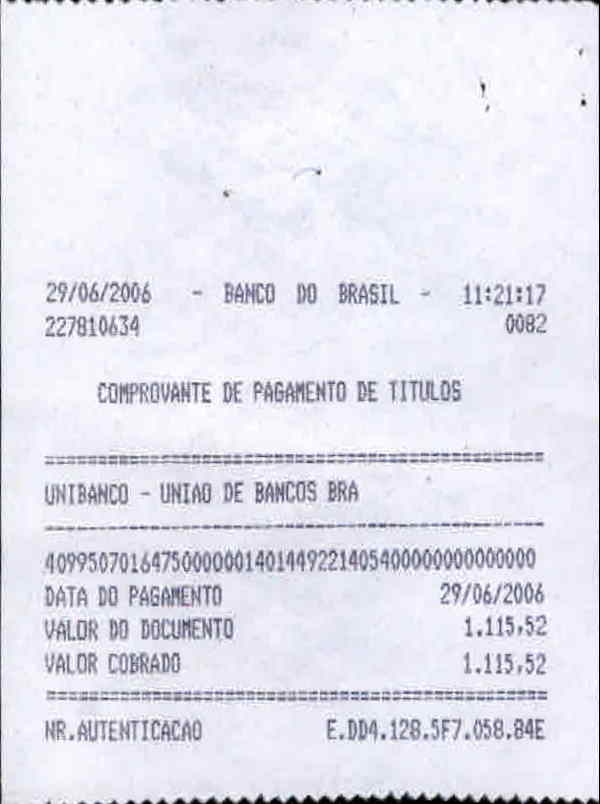 29/06/2006 - BANCO DO BRASIL - 11:21:17
227810634 0082
COMPROVANTE DE PAGAMENTO DE TITULOS
================================================
UNIBANCO - UNIAO DE BANCOS BRA
------------------------------------------------
40995070164750000001401449221405400000000000000
DATA DO PAGAMENTO 29/06/2006
VALOR DO DOCUMENTO 1.115,52
VALOR COBRADO 1.115,52
================================================
NR.AUTENTICACAO E.DD4.128.5F7.058.84E